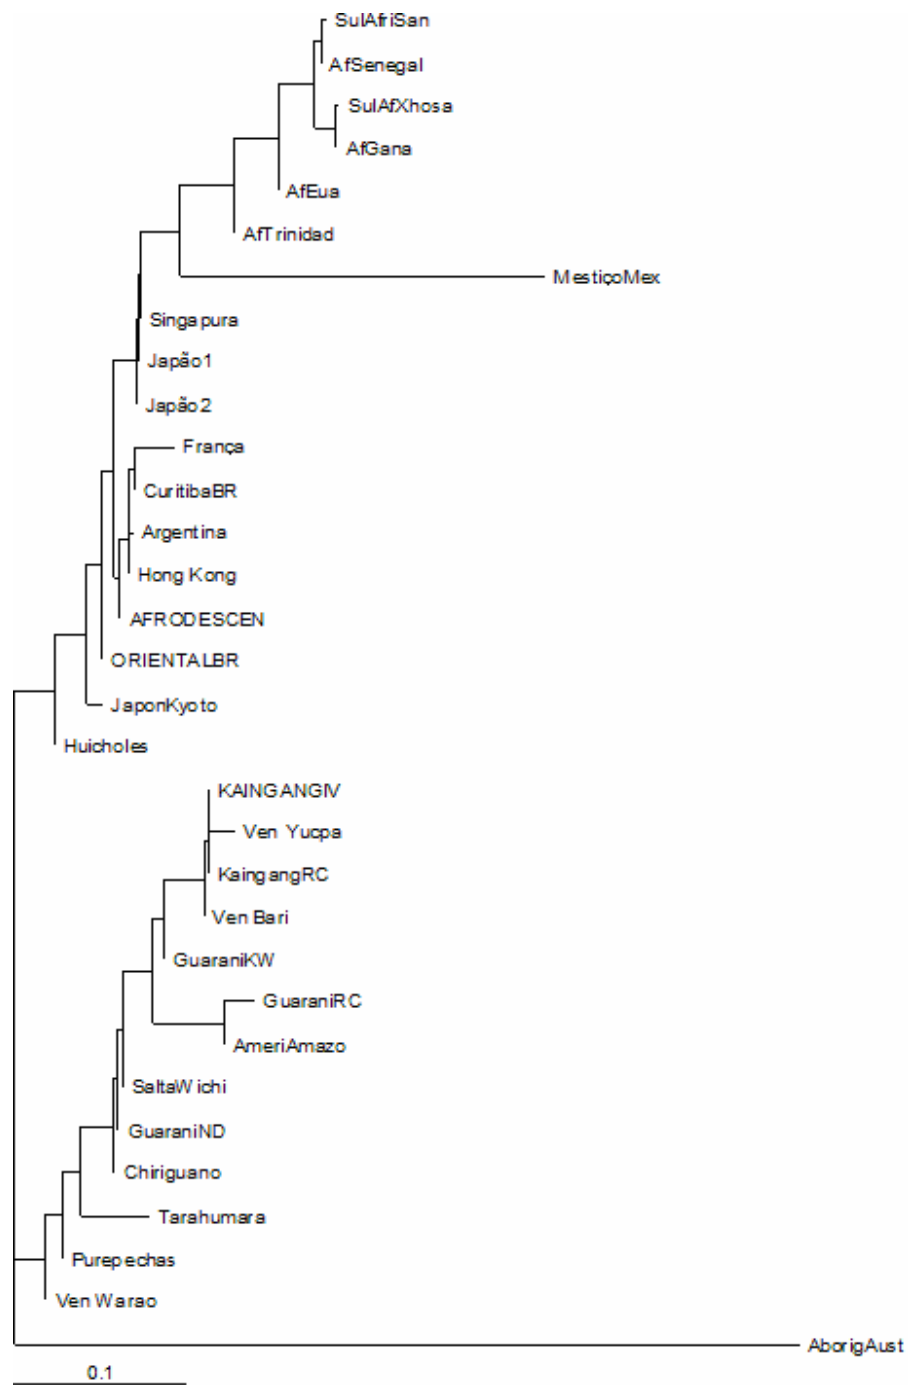 SulAfriSan
AfSenegal
SulAfXhosa
AfGana
AfEua
AfTrinidad
MestiçoMex
Singapura
Japão1
Japão2
França
CuritibaBR
Argentina
Hong Kong
AFRODESCEN
ORIENTALBR
JaponKyoto
Huicholes
KAINGANGIV
Ven Yucpa
KaingangRC
Ven Bari
GuaraniKW
GuaraniRC
AmeriAmazo
SaltaWichi
GuaraniND
Chiriguano
Tarahumara
Purepechas
Ven Warao
AborigAust
0.1